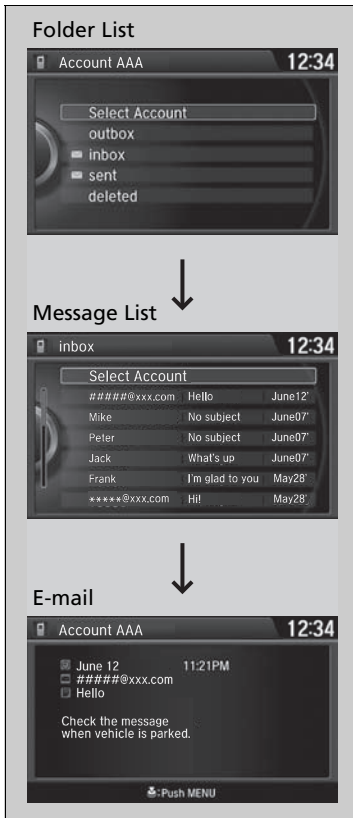 Folder List
Account AAA 12:34
Select Account
outbox
inbox
sent
deleted
Message List
inbox 12:34
Select Account
#####@xxx.com Hello June12'
Mike No subject June07'
Peter No subject June07'
Jack What's up June07'
Frank I'm glad to you May28'
*****@xxx.com Hi! May28'
E-mail
Account AAA 12:34
June 12 11:21PM
#####@xxx.com
Hello
Check the message
when vehicle is parked.
:Push MENU